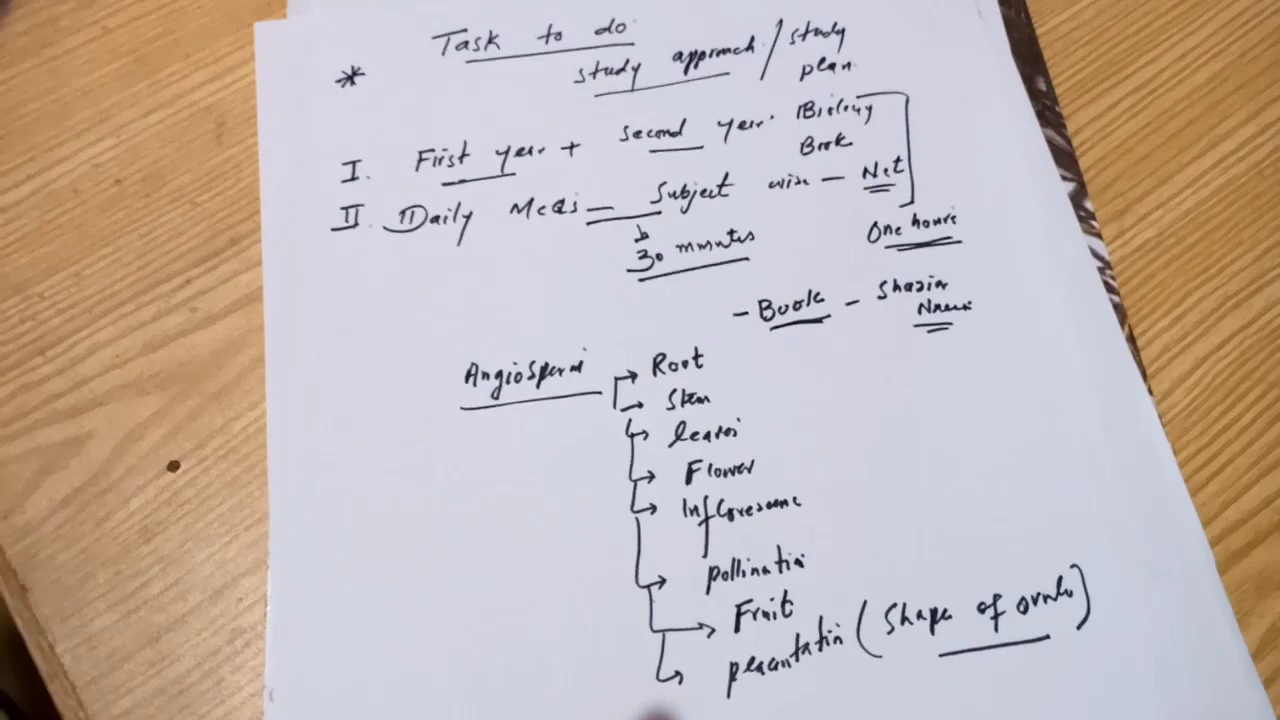 Task to do
* study approach / study plan
I. First year + second year. Biology Book
II. Daily McQs — Subject wise — Net
30 minutes
One hours
- Book - Shazia
Angiosperm
Root
Stem
leaves
Flower
Inflorescence
pollination
Fruit
placentation (Shape of ovule)